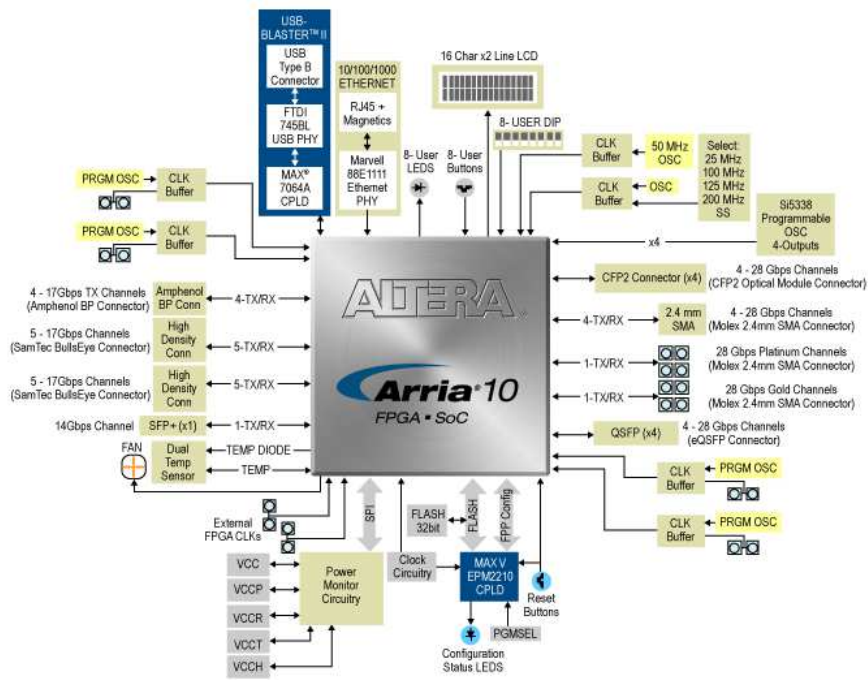 USB-
BLASTER™ II
USB
Type B
Connector
FTDI
745BL
USB PHY
MAX®
7064A
CPLD
10/100/1000
ETHERNET
RJ45 +
Magnetics
Marvell
88E1111
Ethernet
PHY
16 Char x2 Line LCD
8- USER DIP
8- User
LEDS
8- User
Buttons
CLK
Buffer
50 MHz
OSC
CLK
Buffer
OSC
Select:
25 MHz
100 MHz
125 MHz
200 MHz
SS
Si5338
Programmable
OSC
4-Outputs
x4
PRGM OSC
CLK
Buffer
PRGM OSC
CLK
Buffer
4 - 17Gbps TX Channels
(Amphenol BP Connector)
Amphenol
BP Conn
4-TX/RX
5 - 17Gbps Channels
(SamTec BullsEye Connector)
High
Density
Conn
5-TX/RX
5 - 17Gbps Channels
(SamTec BullsEye Connector)
High
Density
Conn
5-TX/RX
14Gbps Channel
SFP+ (x1)
1-TX/RX
FAN
Dual
Temp
Sensor
TEMP DIODE
TEMP
ALTERA®
Arria® 10
FPGA • SoC
CFP2 Connector (x4)
4 - 28 Gbps Channels
(CFP2 Optical Module Connector)
4-TX/RX
2.4 mm
SMA
4 - 28 Gbps Channels
(Molex 2.4mm SMA Connector)
1-TX/RX
28 Gbps Platinum Channels
(Molex 2.4mm SMA Connector)
1-TX/RX
28 Gbps Gold Channels
(Molex 2.4mm SMA Connector)
QSFP (x4)
4 - 28 Gbps Channels
(eQSFP Connector)
CLK
Buffer
PRGM OSC
CLK
Buffer
PRGM OSC
External
FPGA CLKs
SPI
FLASH
32bit
FLASH
FPP Config
VCC
VCCP
VCCR
VCCT
VCCH
Power
Monitor
Circuitry
Clock
Circuitry
MAX V
EPM2210
CPLD
Reset
Buttons
PGMSEL
Configuration
Status LEDS